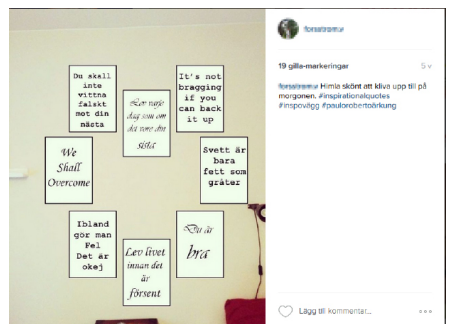 Du skall
inte
vittna
falskt
mot din
nästa
Lev varje
dag som om
det vore din
sista
It's not
bragging
if you
can back
it up
We
Shall
Overcome
Svett är
bara
fett som
gråter
Ibland
gör man
Fel
Det är
okej
Lev livet
innan det
är
försent
Du är
bra
19 gilla-markeringar
5 v
Himla skönt att kliva upp till på
morgonen. #inspirationalquotes
#inspovägg #paulorobertoärkung
Lägg till kommentar...